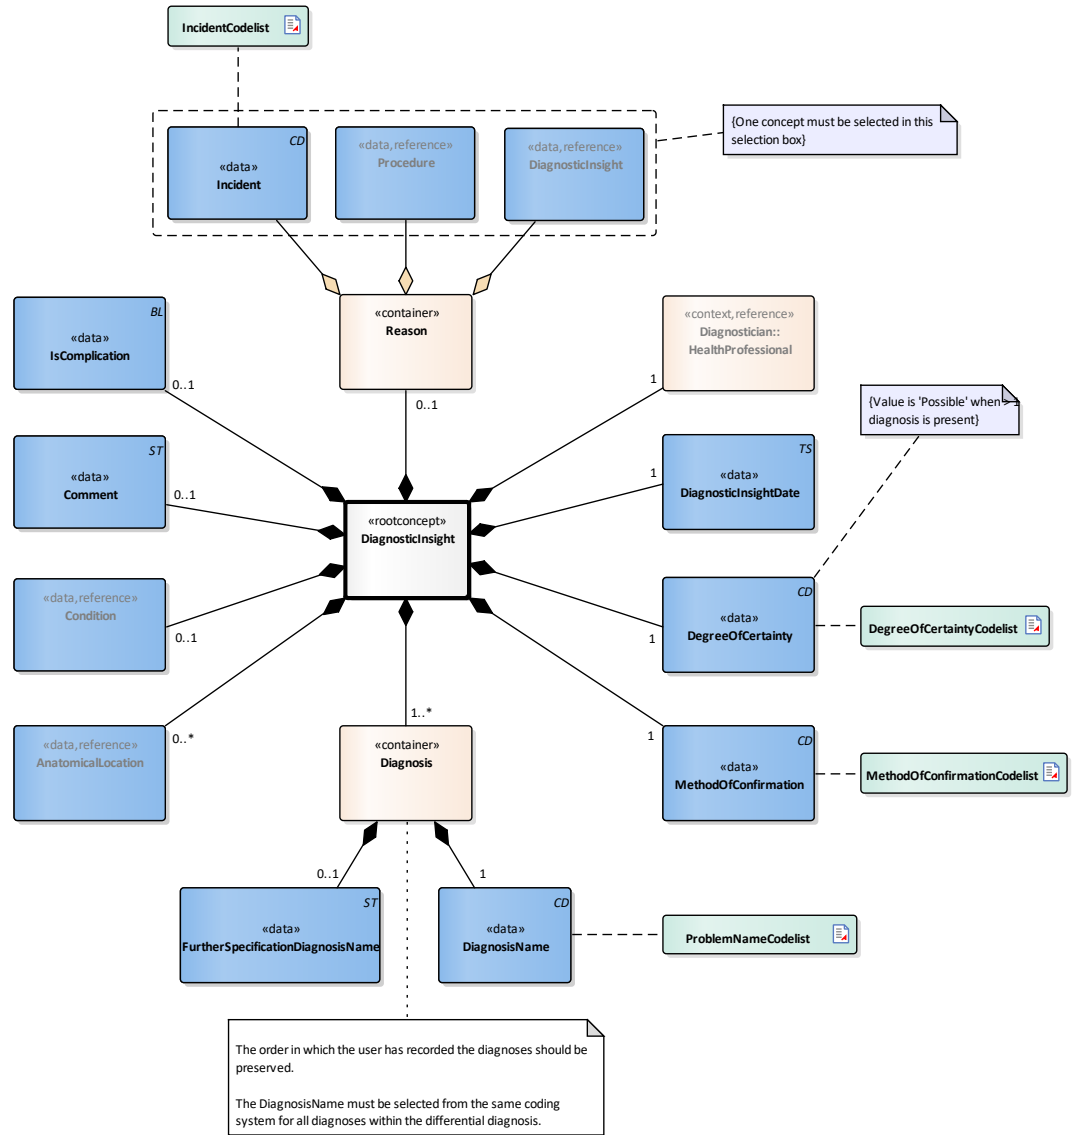 IncidentCodelist
{One concept must be selected in this
selection box}
CD
«data»
Incident
«data,reference»
Procedure
«data,reference»
DiagnosticInsight
«container»
Reason
0..1
BL
«data»
IsComplication
0..1
«context,reference»
Diagnostician::
HealthProfessional
1
{Value is 'Possible' when > 1
diagnosis is present}
ST
«data»
Comment
0..1
TS
«data»
DiagnosticInsightDate
1
«rootconcept»
DiagnosticInsight
«data,reference»
Condition
0..1
CD
«data»
DegreeOfCertainty
1
DegreeOfCertaintyCodelist
«data,reference»
AnatomicalLocation
0..*
1..*
«container»
Diagnosis
CD
«data»
MethodOfConfirmation
1
MethodOfConfirmationCodelist
0..1
1
ST
«data»
FurtherSpecificationDiagnosisName
CD
«data»
DiagnosisName
ProblemNameCodelist
The order in which the user has recorded the diagnoses should be
preserved.
The DiagnosisName must be selected from the same coding
system for all diagnoses within the differential diagnosis.